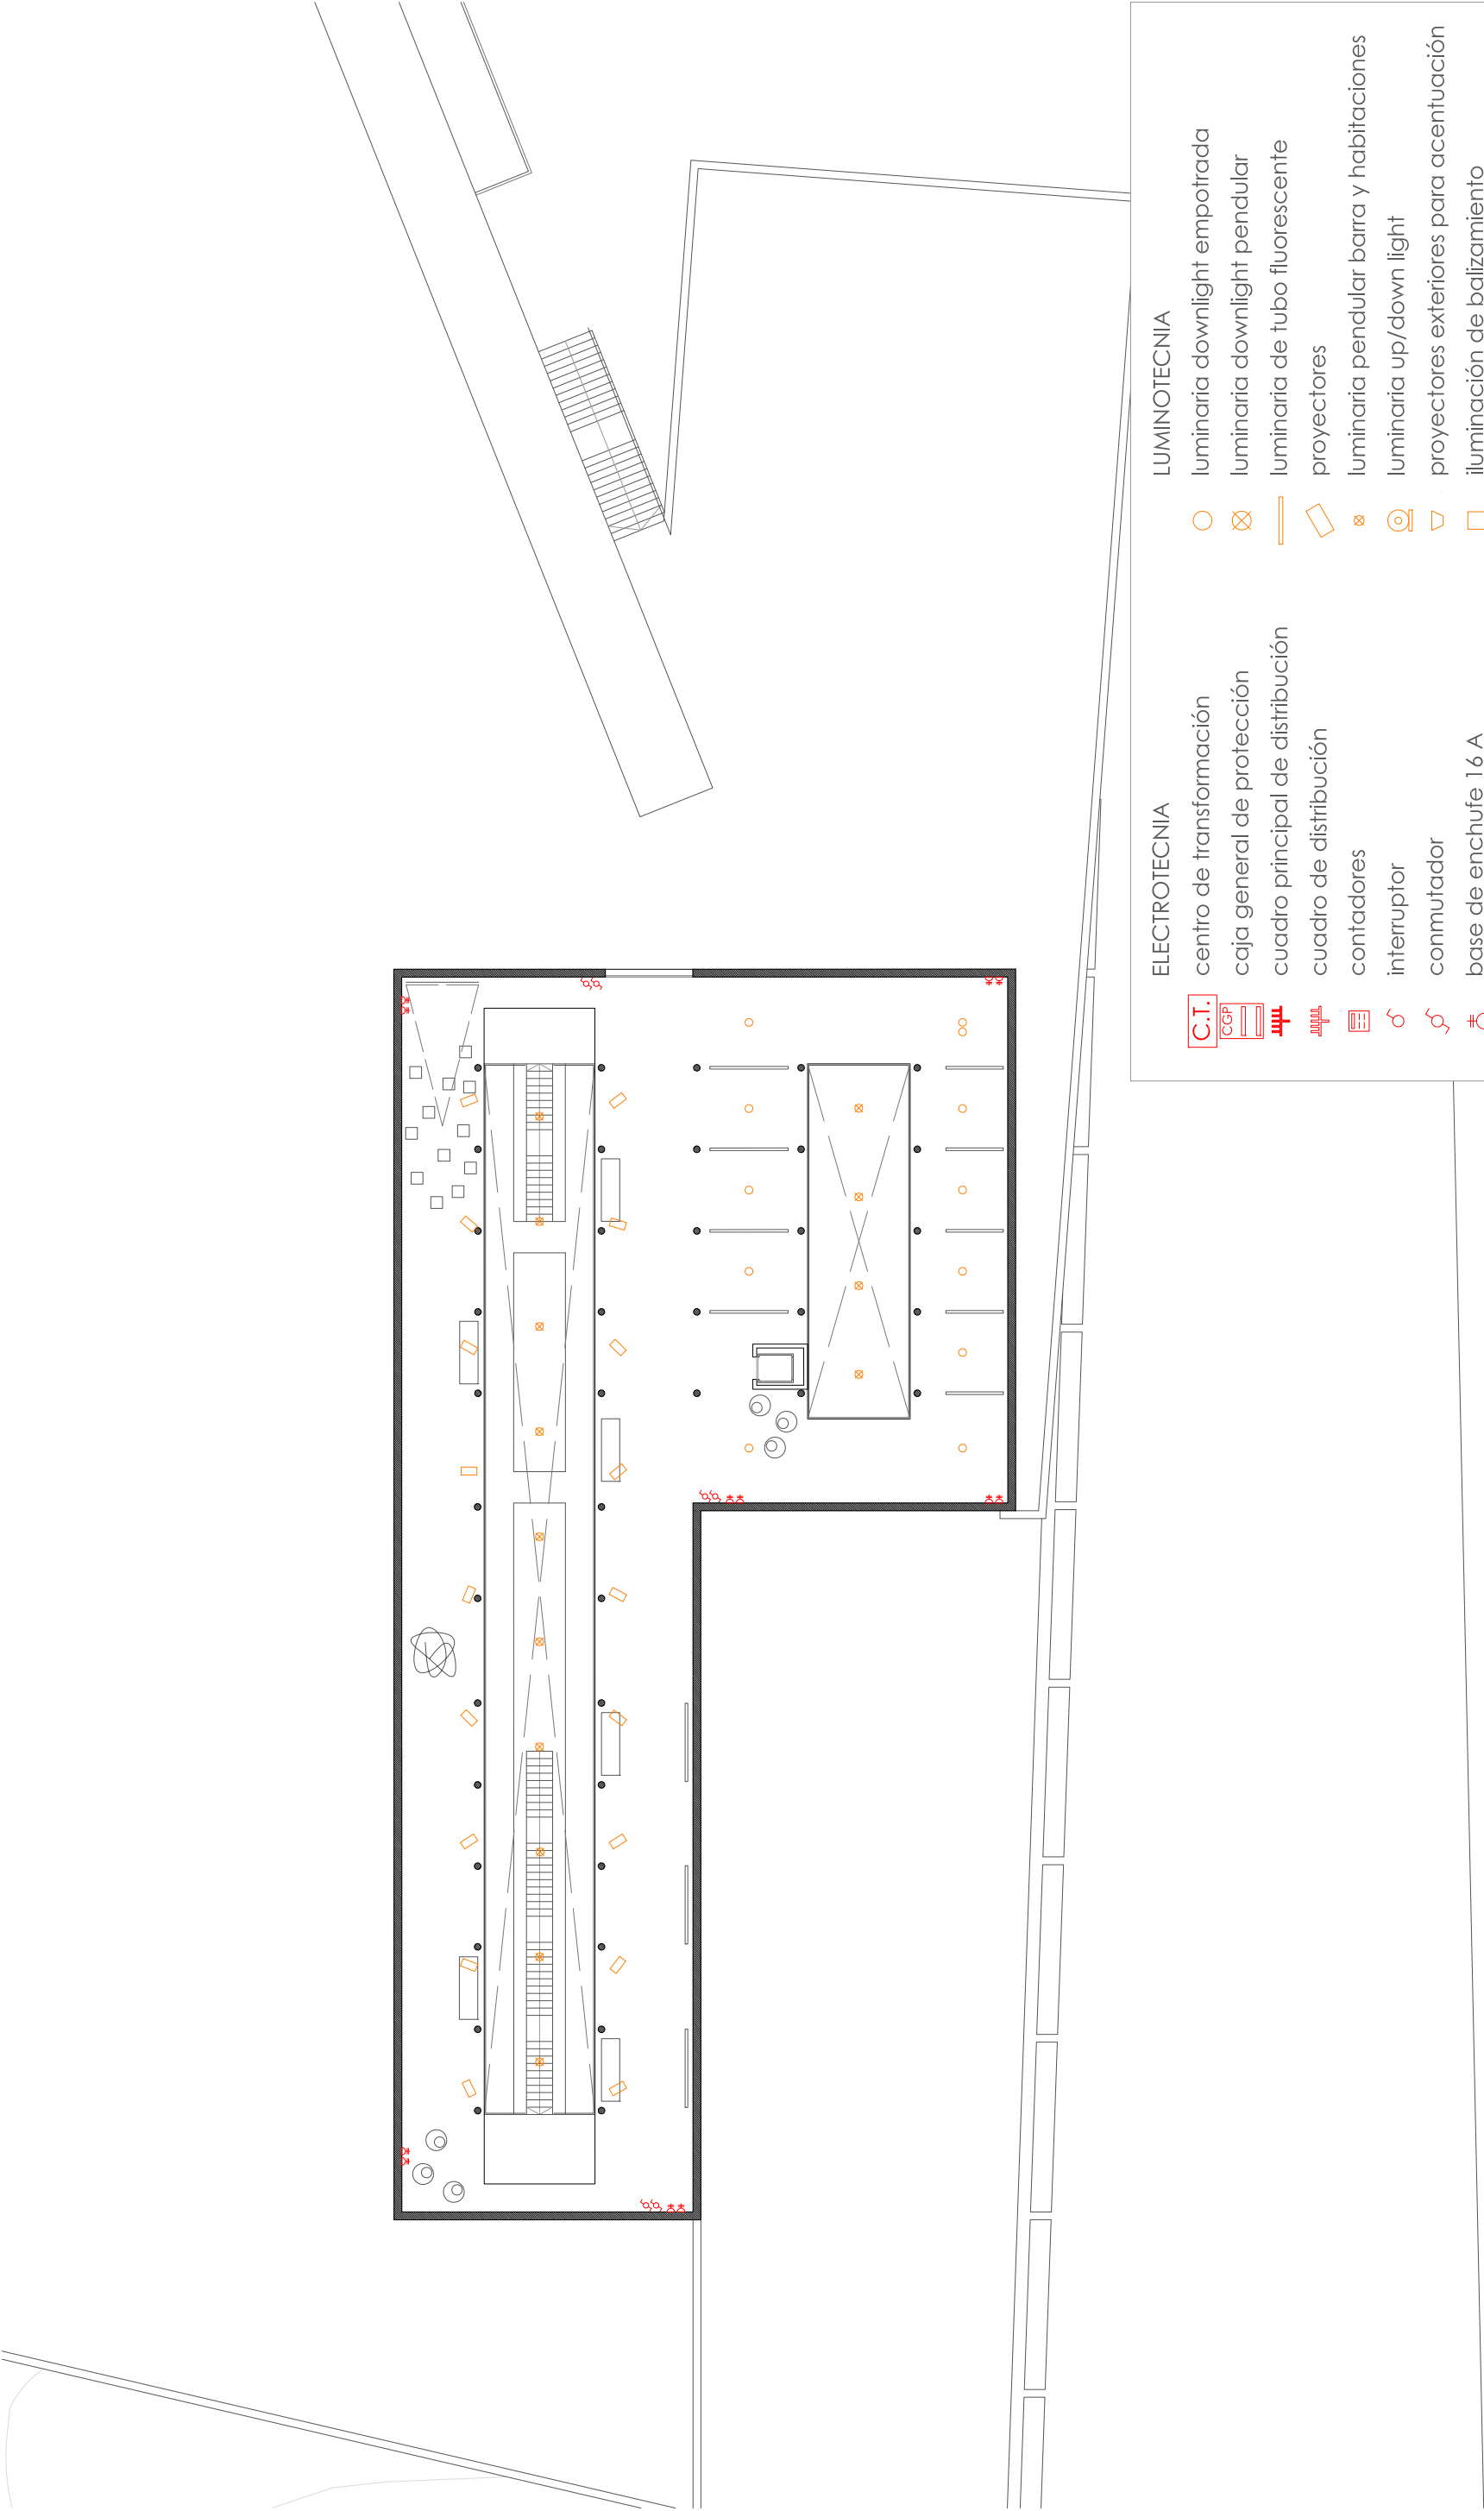 ELECTROTECNIA
C.T. centro de transformación
CGP caja general de protección
cuadro principal de distribución
cuadro de distribución
contadores
interruptor
conmutador
base de enchufe 16 A
LUMINOTECNIA
luminaria downlight empotrada
luminaria downlight pendular
luminaria de tubo fluorescente
proyectores
luminaria pendular barra y habitaciones
luminaria up/down light
proyectores exteriores para acentuación
iluminación de balizamiento